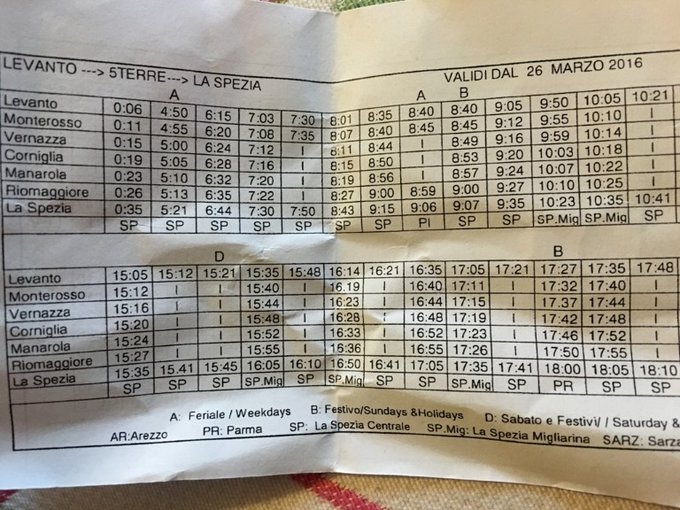 LEVANTO ---> 5TERRE---> LA SPEZIA VALIDI DAL 26 MARZO 2016
A A B
Levanto 0:06 4:50 6:15 7:03 7:30 8:01 8:35 8:40 8:40 9:05 9:50 10:05 10:21
Monterosso 0:11 4:55 6:20 7:08 7:35 8:07 8:40 8:45 8:45 9:12 9:55 10:10 I
Vernazza 0:15 5:00 6:24 7:12 I 8:11 8:44 I 8:49 9:16 9:59 10:14 I
Corniglia 0:19 5:05 6:28 7:16 I 8:15 8:50 I 8:53 9:20 10:03 10:18 I
Manarola 0:23 5:10 6:32 7:20 I 8:19 8:56 I 8:57 9:24 10:07 10:22 I
Riomaggiore 0:26 5:13 6:35 7:22 I 8:27 9:00 8:59 9:00 9:27 10:10 10:25 I
La Spezia 0:35 5:21 6:44 7:30 7:50 8:43 9:15 9:06 9:07 9:35 10:23 10:35 10:41
SP SP SP SP SP SP SP PI SP SP SP.Mig SP.Mig SP
D B
Levanto 15:05 15:12 15:21 15:35 15:48 16:14 16:21 16:35 17:05 17:21 17:27 17:35 17:48
Monterosso 15:12 I I 15:40 I 16:19 I 16:40 17:11 I 17:32 17:40 I
Vernazza 15:16 I I 15:44 I 16:23 I 16:44 17:15 I 17:37 17:44 I
Corniglia 15:20 I I 15:48 I 16:28 I 16:48 17:19 I 17:42 17:48 I
Manarola 15:24 I I 15:52 I 16:33 I 16:52 17:23 I 17:46 17:52 I
Riomaggiore 15:27 I I 15:55 I 16:36 I 16:55 17:26 I 17:50 17:55 I
La Spezia 15:35 15.41 15:45 16:05 16:10 16:50 16:41 17:05 17:35 17:41 18:00 18:05 18:10
SP SP SP SP.Mig SP SP.Mig SP SP SP.Mig SP PR SP SP
A: Feriale / Weekdays B: Festivo/Sundays &Holidays D: Sabato e Festivi/ / Saturday &
AR:Arezzo PR: Parma SP: La Spezia Centrale SP.Mig: La Spezia Migliarina SARZ: Sarza